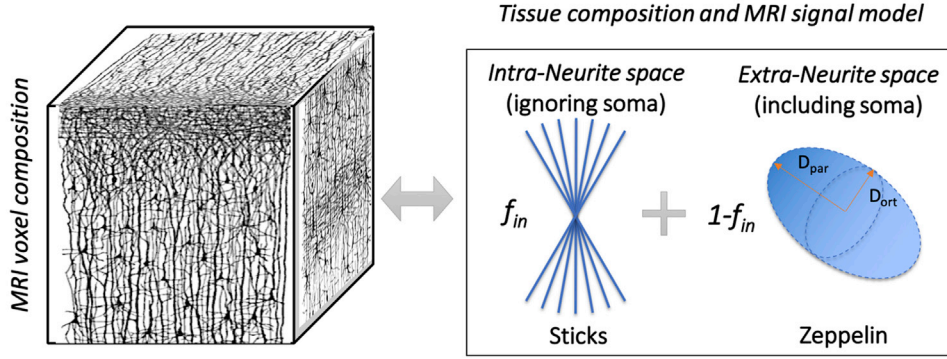 Tissue composition and MRI signal model
MRI voxel composition
Intra-Neurite space
(ignoring soma)
Extra-Neurite space
(including soma)
f_in
1-f_in
D_par
D_ort
Sticks
Zeppelin